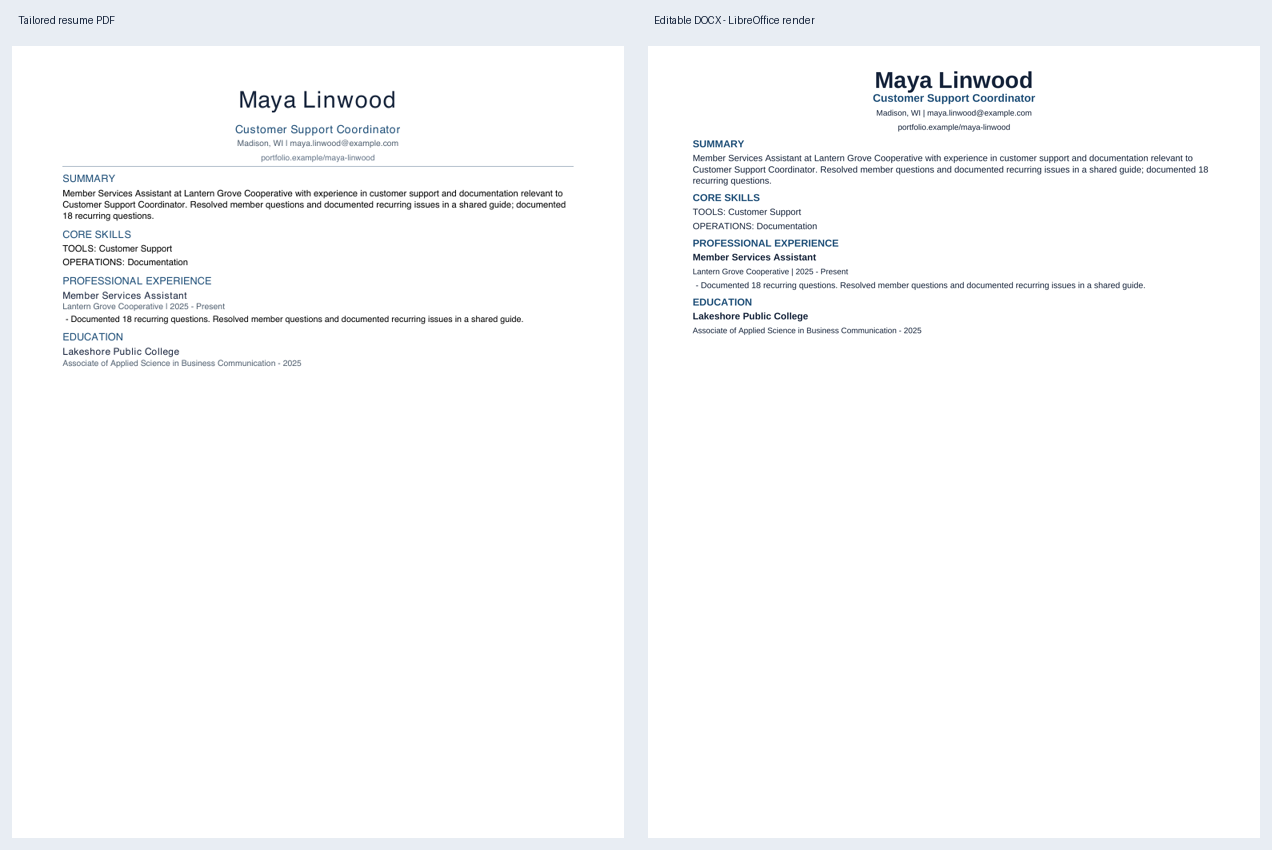 Tailored resume PDF
Maya Linwood
Customer Support Coordinator
Madison, WI | maya.linwood@example.com
portfolio.example/maya-linwood
SUMMARY
Member Services Assistant at Lantern Grove Cooperative with experience in customer support and documentation relevant to
Customer Support Coordinator. Resolved member questions and documented recurring issues in a shared guide; documented
18 recurring questions.
CORE SKILLS
TOOLS: Customer Support
OPERATIONS: Documentation
PROFESSIONAL EXPERIENCE
Member Services Assistant
Lantern Grove Cooperative | 2025 - Present
- Documented 18 recurring questions. Resolved member questions and documented recurring issues in a shared guide.
EDUCATION
Lakeshore Public College
Associate of Applied Science in Business Communication - 2025
Editable DOCX - LibreOffice render
Maya Linwood
Customer Support Coordinator
Madison, WI | maya.linwood@example.com
portfolio.example/maya-linwood
SUMMARY
Member Services Assistant at Lantern Grove Cooperative with experience in customer support and documentation relevant to
Customer Support Coordinator. Resolved member questions and documented recurring issues in a shared guide; documented 18
recurring questions.
CORE SKILLS
TOOLS: Customer Support
OPERATIONS: Documentation
PROFESSIONAL EXPERIENCE
Member Services Assistant
Lantern Grove Cooperative | 2025 - Present
- Documented 18 recurring questions. Resolved member questions and documented recurring issues in a shared guide.
EDUCATION
Lakeshore Public College
Associate of Applied Science in Business Communication - 2025